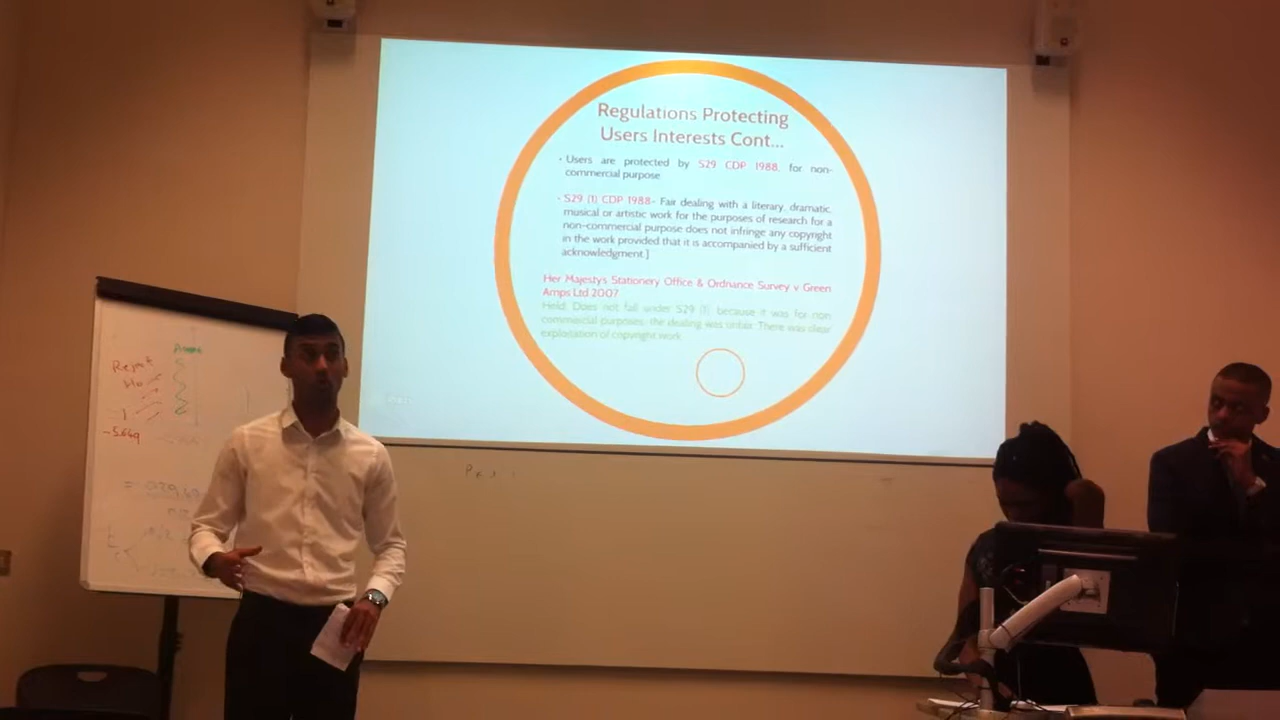 Regulations Protecting
Users Interests Cont...
• Users are protected by S29 CDP 1988, for non-
commercial purpose
• S29 (1) CDP 1988- Fair dealing with a literary, dramatic,
musical or artistic work for the purposes of research for a
non-commercial purpose does not infringe any copyright
in the work provided that it is accompanied by a sufficient
acknowledgment.]
Her Majesty's Stationery Office & Ordnance Survey v Green
Amps Ltd 2007
Held: Does not fall under S29 (1), because it was for non
commercial purposes, the dealing was unfair. There was clear
exploitation of copyright work
-5.669